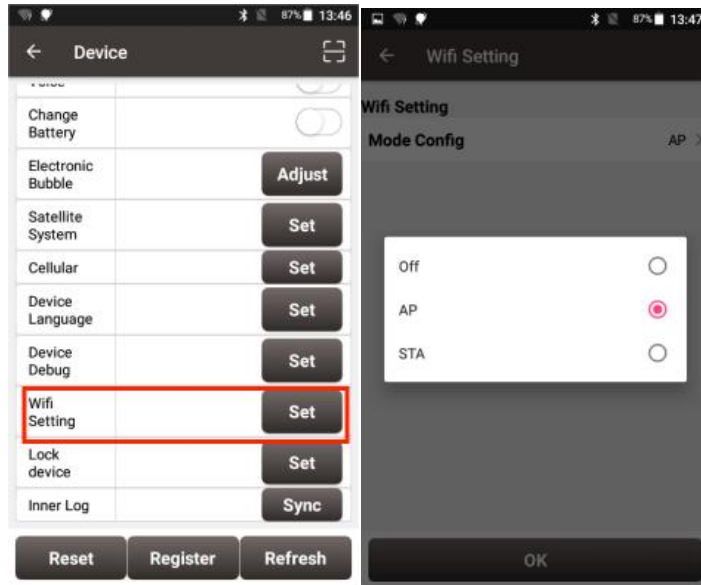 87% 13:46
Device
Change
Battery
Electronic
Bubble
Adjust
Satellite
System
Set
Cellular
Set
Device
Language
Set
Device
Debug
Set
Wifi
Setting
Set
Lock
device
Set
Inner Log
Sync
Reset Register Refresh
87% 13:47
Wifi Setting
Wifi Setting
Mode Config AP
Off
AP
STA
OK